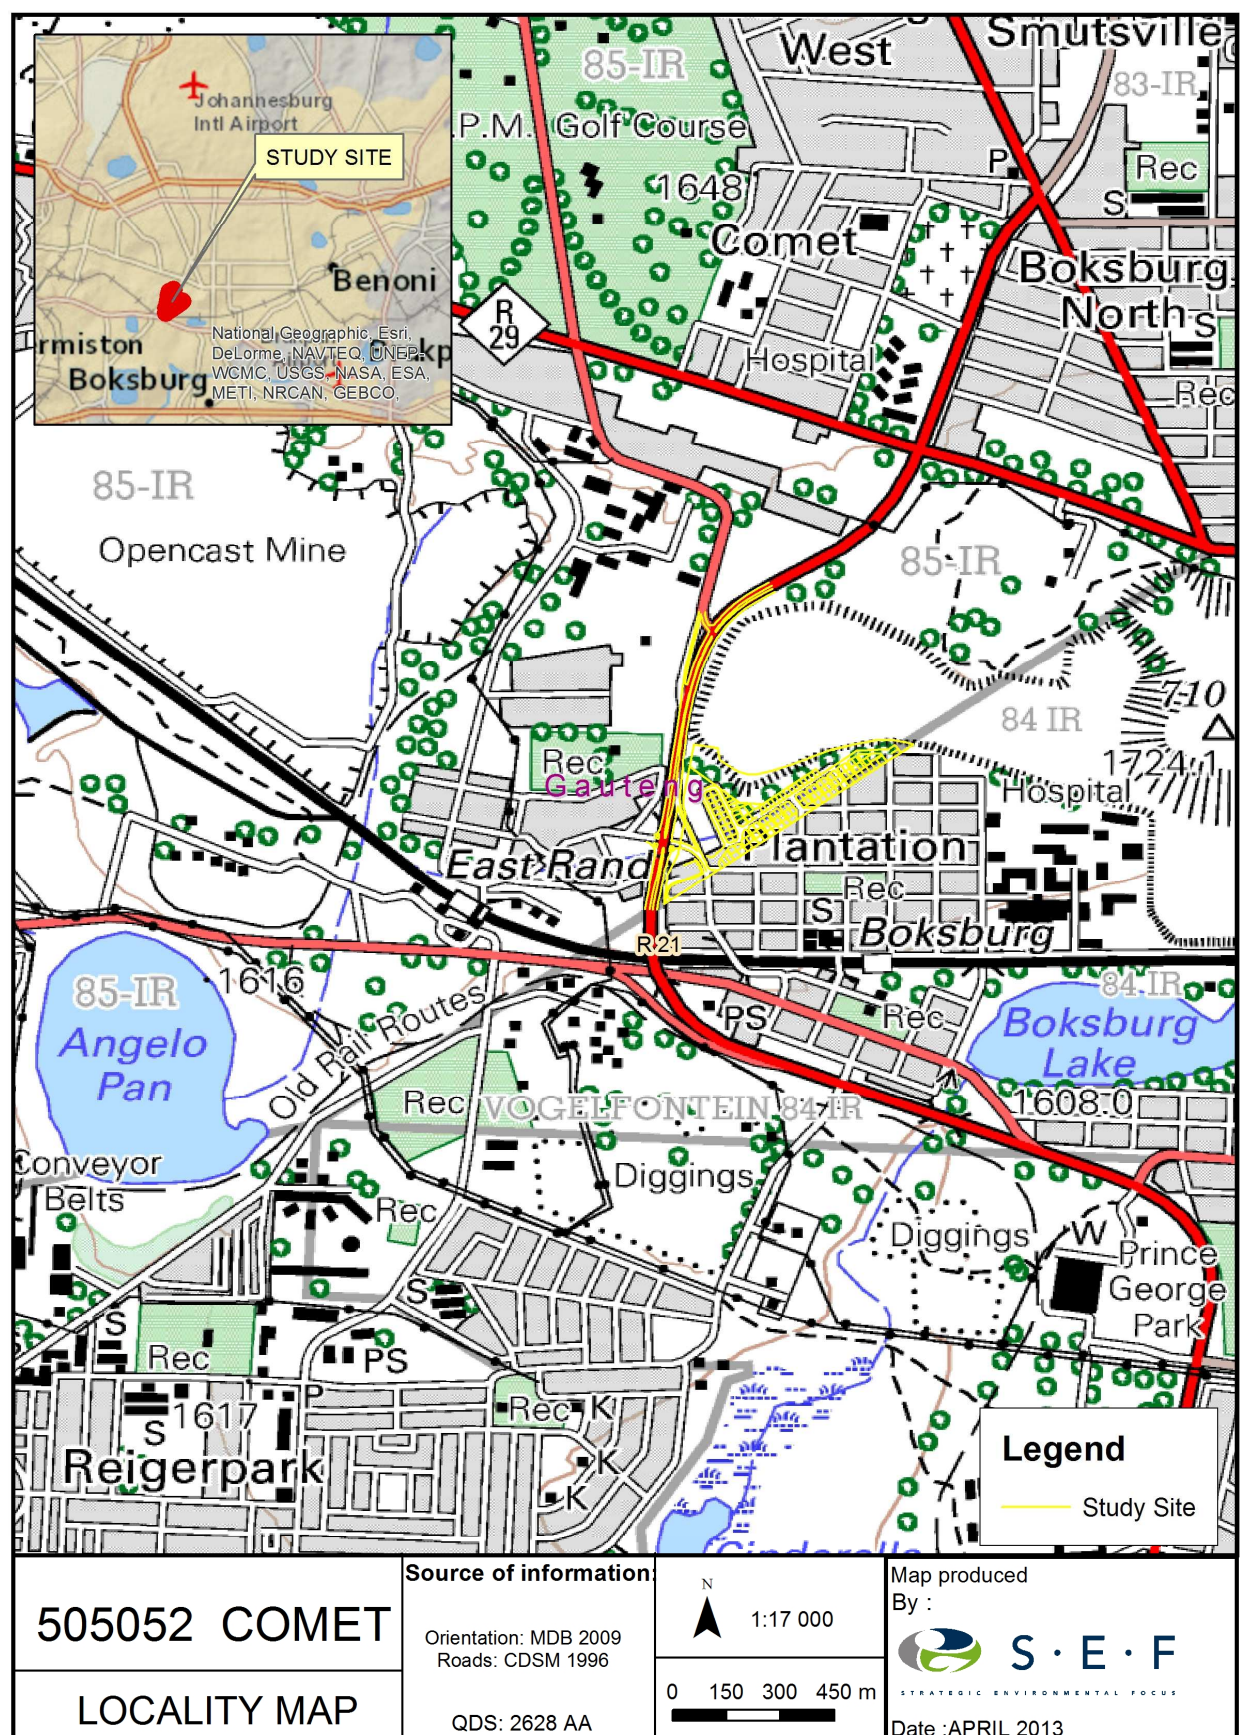 West
Smutsville
85-IR
83-IR
.P.M. Golf Course
Rec
P
1648
S
Comet
Boksburg
North
S
R
29
Hospital
Rec
Johannesburg
Intl Airport
STUDY SITE
Benoni
rmiston
Boksburg
National Geographic, Esri,
DeLorme, NAVTEQ, UNEP-
WCMC, USGS, NASA, ESA,
METI, NRCAN, GEBCO,
85-IR
Opencast Mine
85-IR
710
84 IR
1724.1
Rec
Gauteng
Hospital
East Rand
Plantation
Rec
S
Boksburg
R 21
85-IR
1616
84 IR
Angelo
Pan
Old Rail Routes
PS
Rec
Boksburg
Lake
Rec
VOGELFONTEIN 84 IR
1608.0
Conveyor
Belts
Diggings
Rec
Diggings
W
Prince
George
Park
S
S
Rec
PS
P
1617
S
Rec
K
K
K
Reigerpark
Cinderella
Legend
Study Site
505052 COMET
LOCALITY MAP
Source of information:
Orientation: MDB 2009
Roads: CDSM 1996
QDS: 2628 AA
N
1:17 000
0 150 300 450 m
Map produced
By :
S·E·F
STRATEGIC ENVIRONMENTAL FOCUS
Date :APRIL 2013